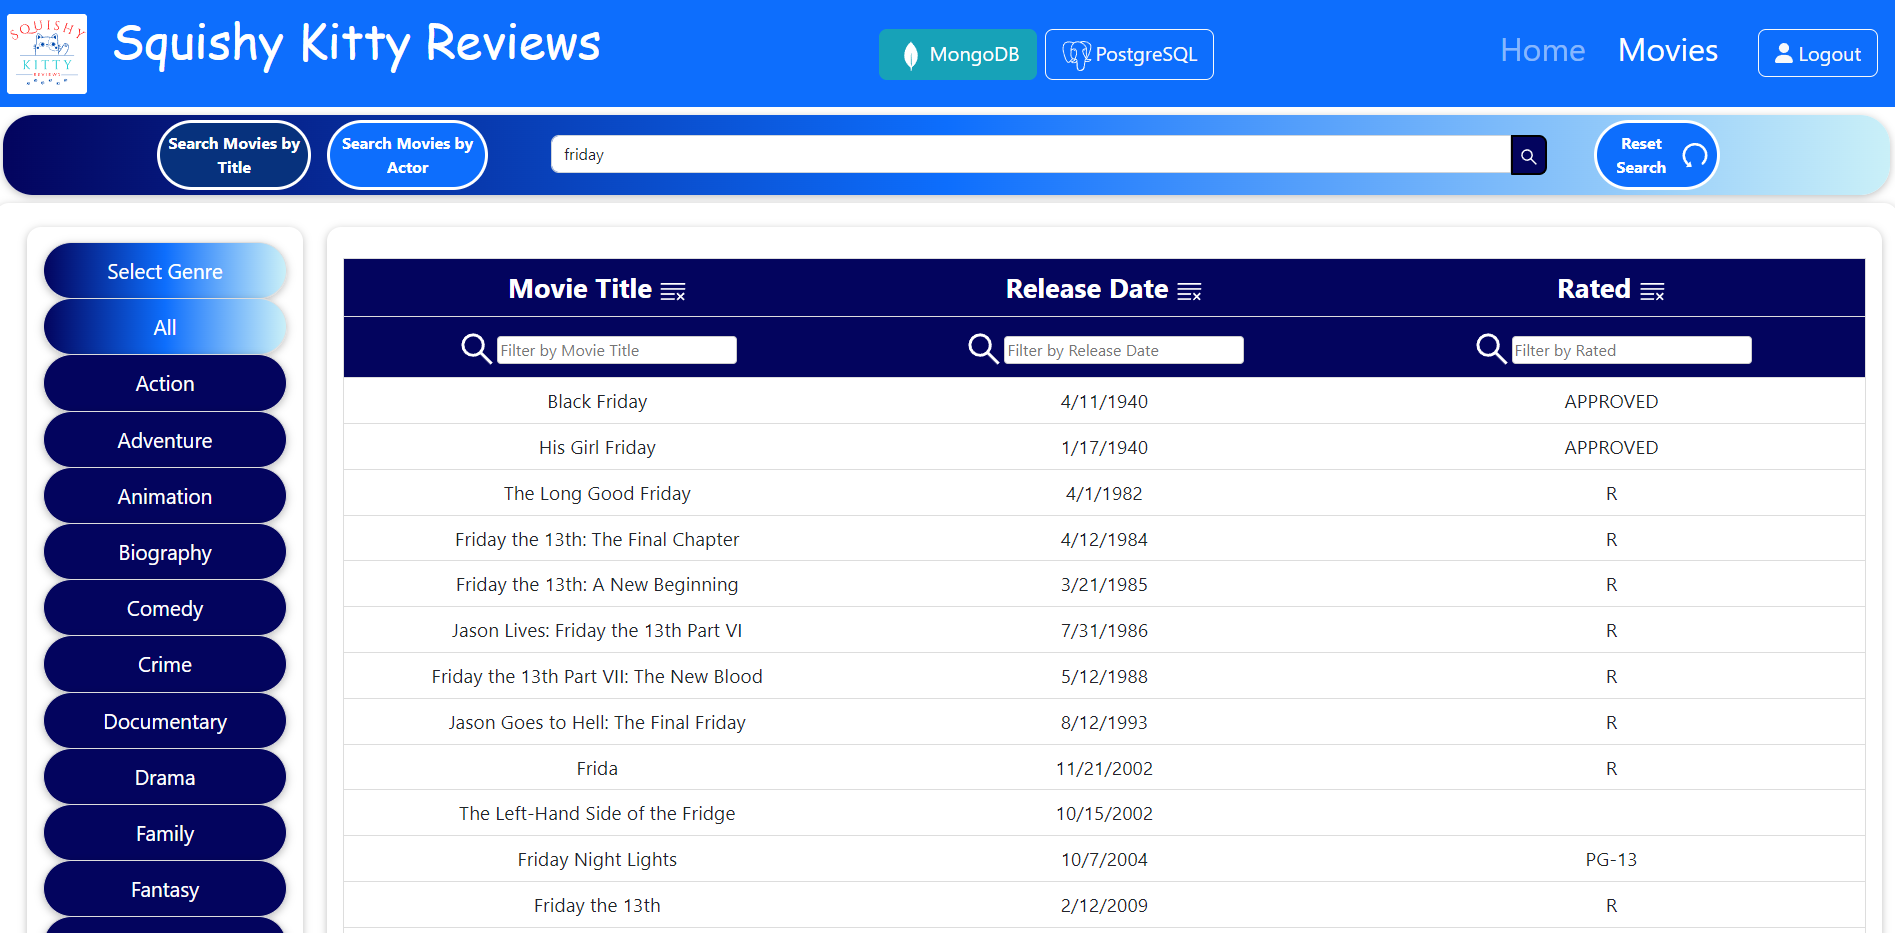 SQUISHY
KITTY
REVIEWS
Squishy Kitty Reviews
MongoDB
PostgreSQL
Home
Movies
Logout
Search Movies by
Title
Search Movies by
Actor
friday
Reset
Search
Select Genre
All
Action
Adventure
Animation
Biography
Comedy
Crime
Documentary
Drama
Family
Fantasy
Movie Title Release Date Rated
Filter by Movie Title Filter by Release Date Filter by Rated
Black Friday 4/11/1940 APPROVED
His Girl Friday 1/17/1940 APPROVED
The Long Good Friday 4/1/1982 R
Friday the 13th: The Final Chapter 4/12/1984 R
Friday the 13th: A New Beginning 3/21/1985 R
Jason Lives: Friday the 13th Part VI 7/31/1986 R
Friday the 13th Part VII: The New Blood 5/12/1988 R
Jason Goes to Hell: The Final Friday 8/12/1993 R
Frida 11/21/2002 R
The Left-Hand Side of the Fridge 10/15/2002
Friday Night Lights 10/7/2004 PG-13
Friday the 13th 2/12/2009 R